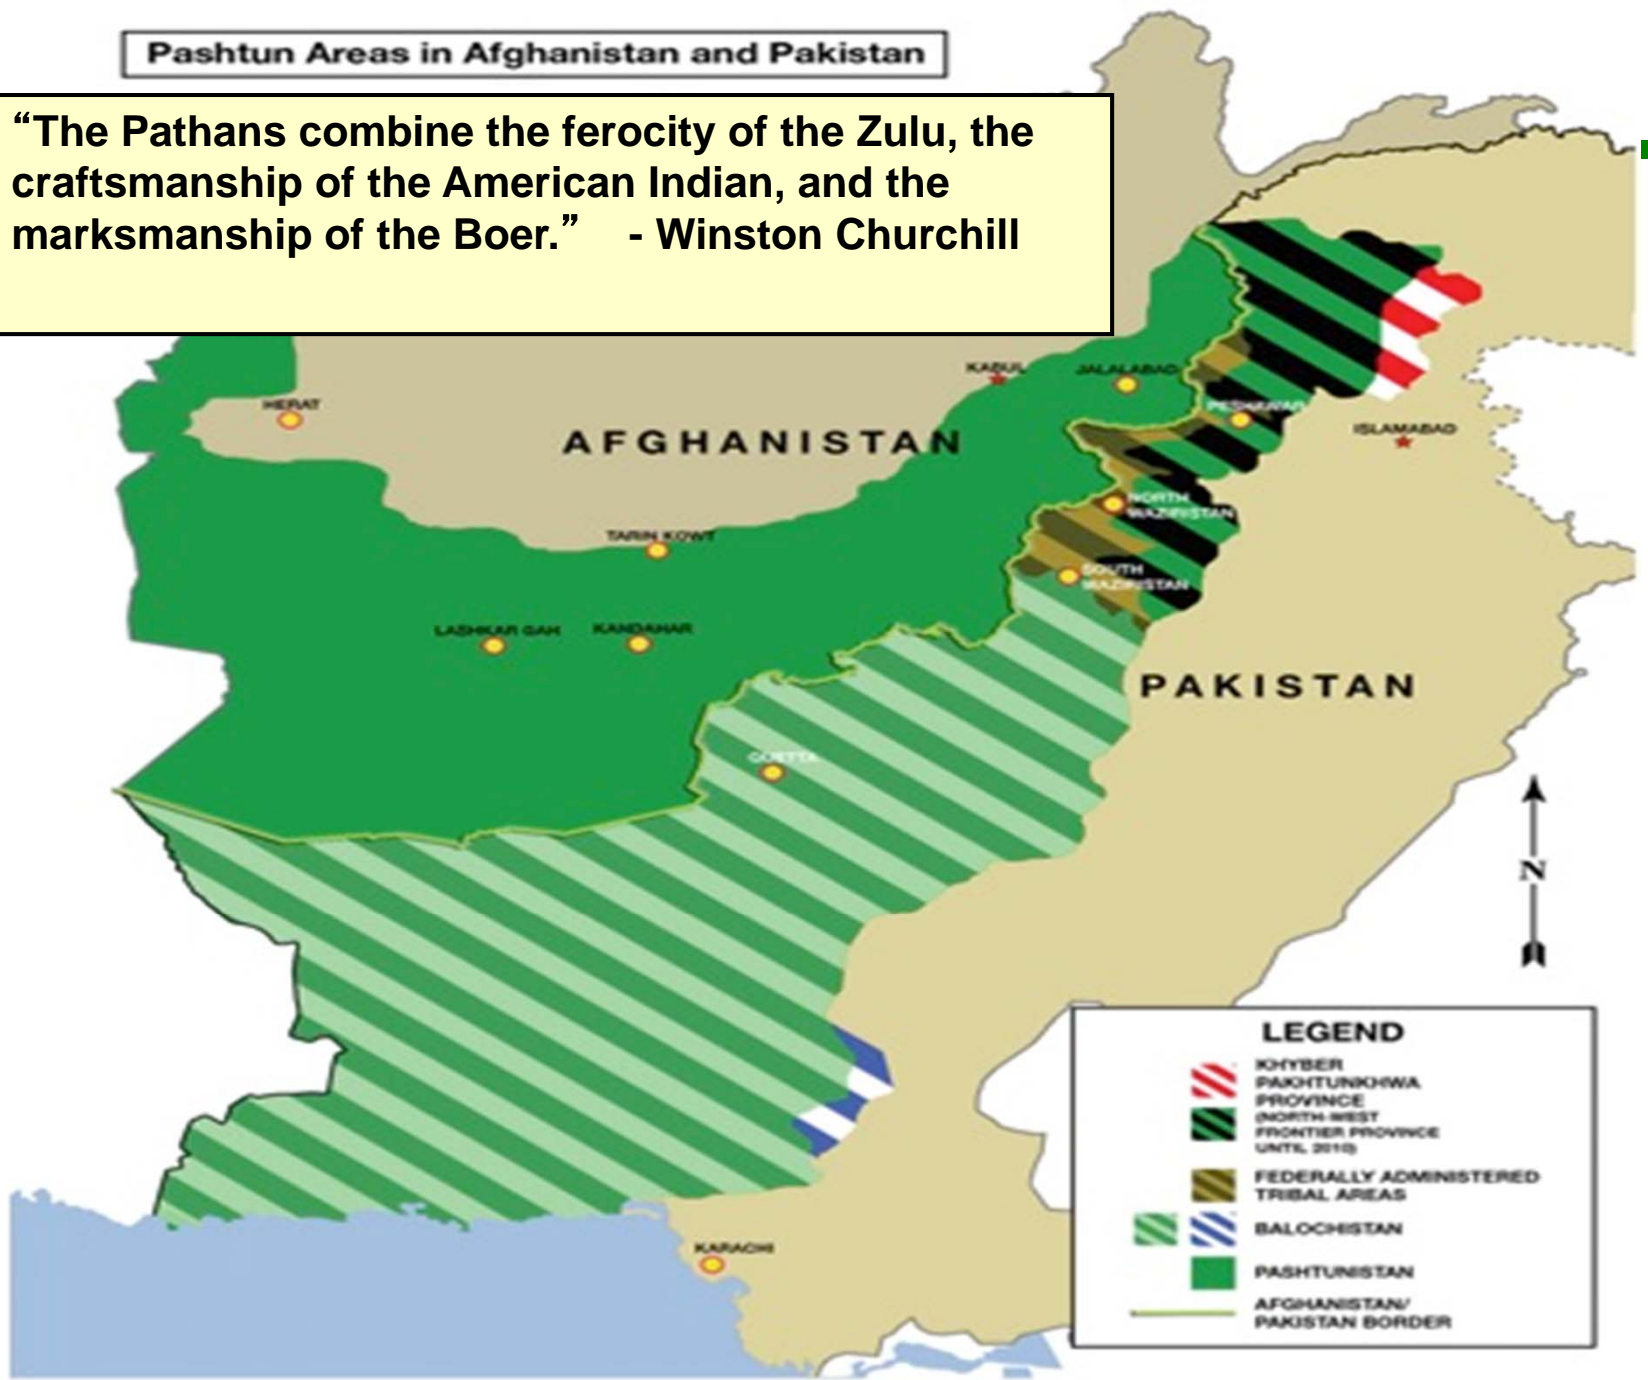 Pashtun Areas in Afghanistan and Pakistan
“The Pathans combine the ferocity of the Zulu, the
craftsmanship of the American Indian, and the
marksmanship of the Boer.” - Winston Churchill
KABUL
JALALABAD
HERAT
PESHAWAR
ISLAMABAD
AFGHANISTAN
NORTH
WAZIRISTAN
TARIN KOWT
SOUTH
WAZIRISTAN
LASHKAR GAH
KANDAHAR
PAKISTAN
QUETTA
N
KARACHI
LEGEND
KHYBER
PAKHTUNKHWA
PROVINCE
(NORTH-WEST
FRONTIER PROVINCE
UNTIL 2010)
FEDERALLY ADMINISTERED
TRIBAL AREAS
BALOCHISTAN
PASHTUNISTAN
AFGHANISTAN/
PAKISTAN BORDER